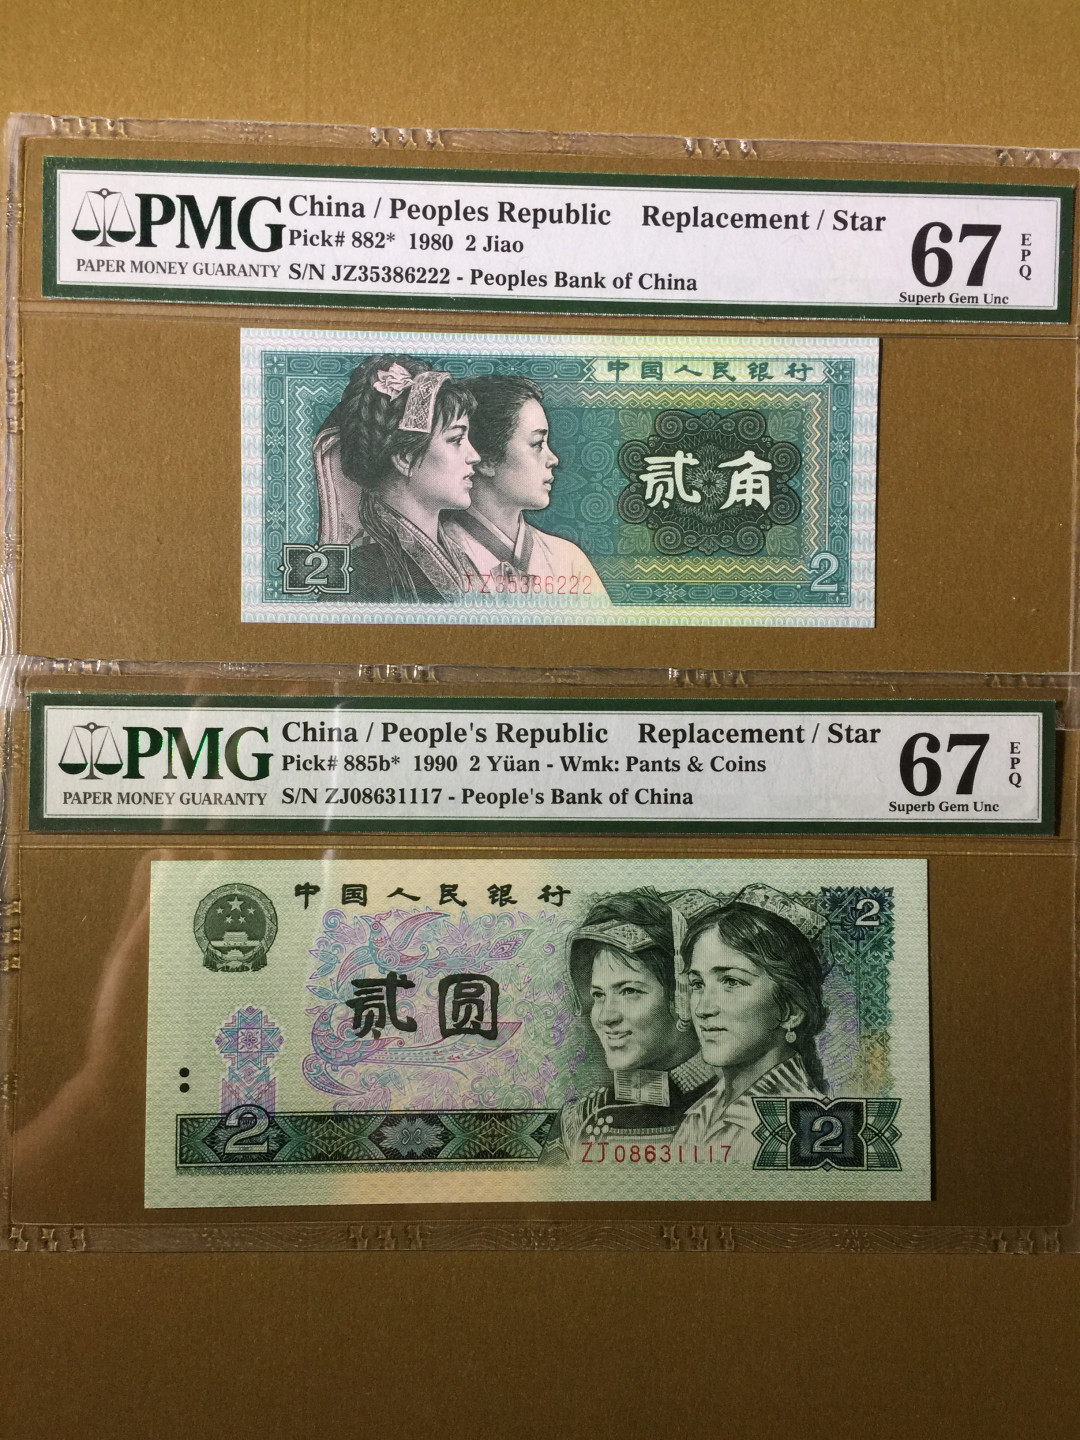 PMG
PAPER MONEY GUARANTY
China / Peoples Republic Replacement / Star
Pick# 882* 1980 2 Jiao
S/N JZ35386222 - Peoples Bank of China
67
EPQ
Superb Gem Unc
中国人民银行
贰角
2
2
JZ35386222
PMG
PAPER MONEY GUARANTY
China / People's Republic Replacement / Star
Pick# 885b* 1990 2 Yüan - Wmk: Pants & Coins
S/N ZJ08631117 - People's Bank of China
67
EPQ
Superb Gem Unc
中国人民银行
2
贰圆
2
2
ZJ08631117